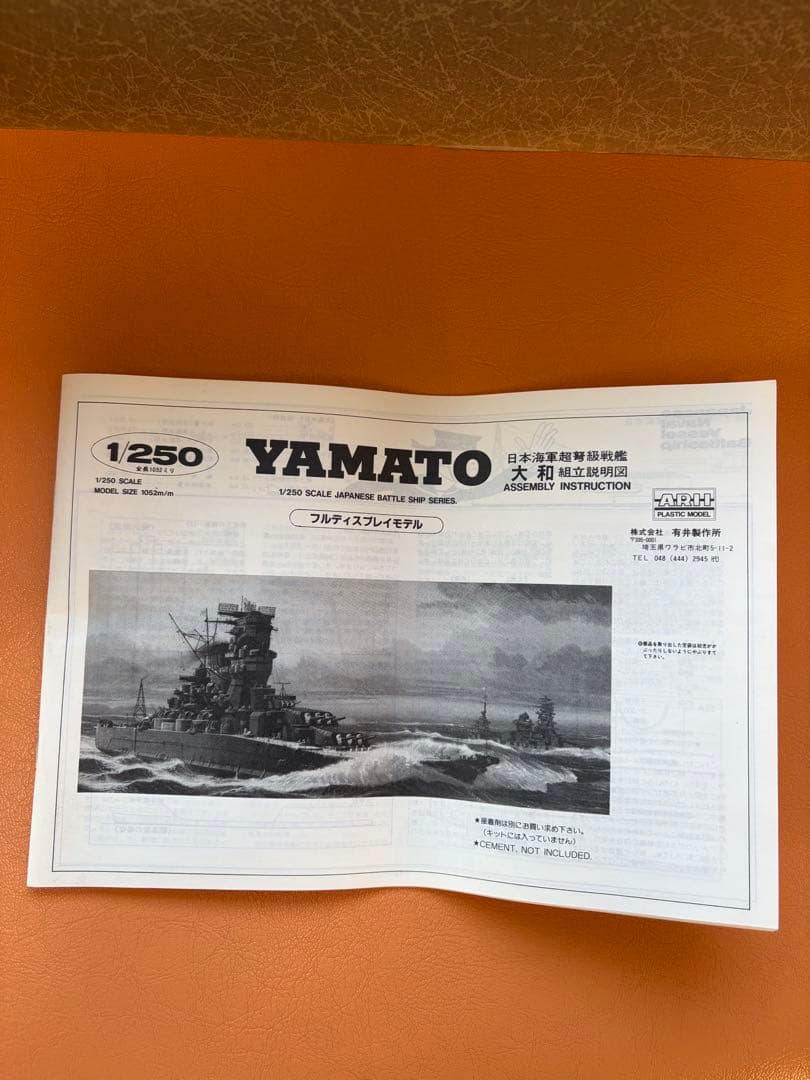 1/250
全長1052ミリ
1/250 SCALE
MODEL SIZE 1052m/m
YAMATO
1/250 SCALE JAPANESE BATTLE SHIP SERIES.
フルディスプレイモデル
日本海軍超弩級戦艦
大和 組立説明図
ASSEMBLY INSTRUCTION
ARII
PLASTIC MODEL
株式会社 有井製作所
〒335-0001
埼玉県ワラビ市北町5-11-2
TEL 048 (444) 2945 ㈹
★接着剤は別にお買い求め下さい。
(キットには入っていません)
★CEMENT, NOT INCLUDED.